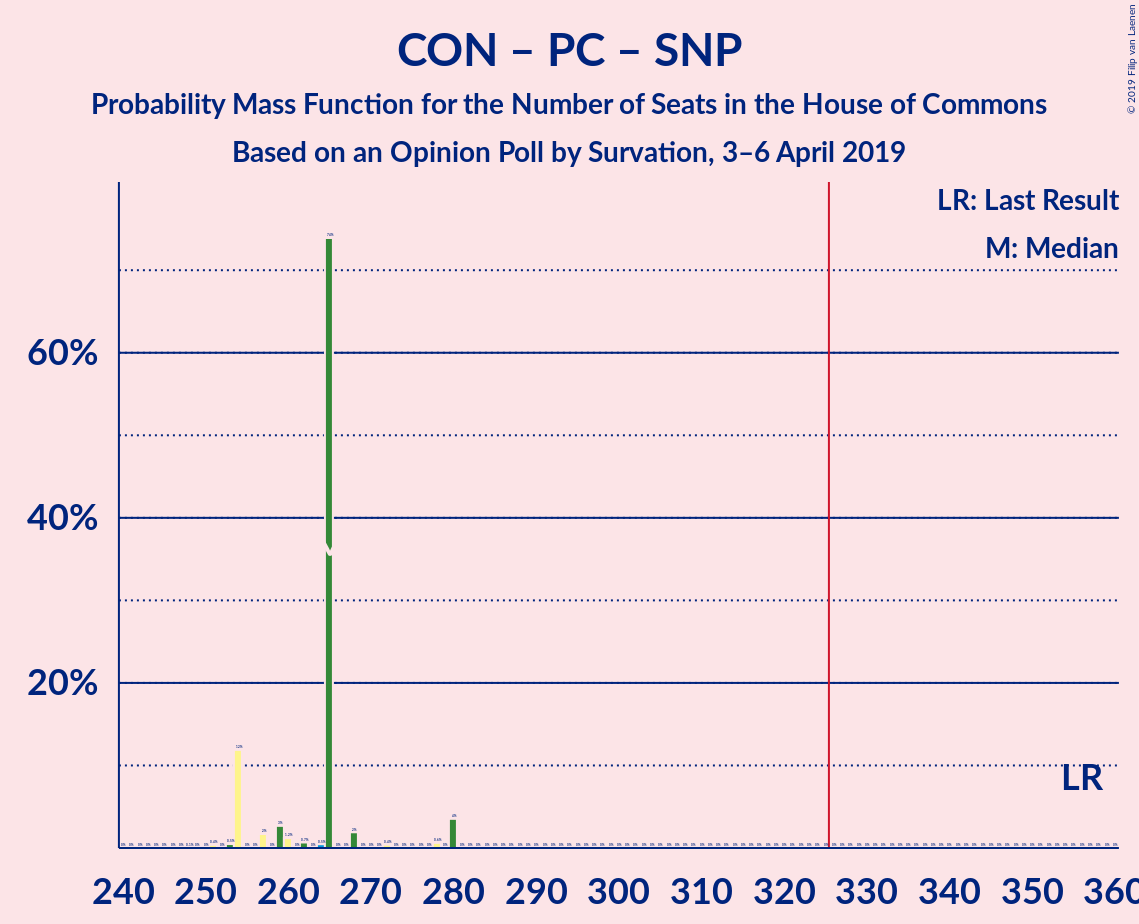 CON – PC – SNP
Probability Mass Function for the Number of Seats in the House of Commons
Based on an Opinion Poll by Survation, 3–6 April 2019
© 2019 Filip van Laenen
LR: Last Result
M: Median
60%
40%
20%
LR
240 250 260 270 280 290 300 310 320 330 340 350 360